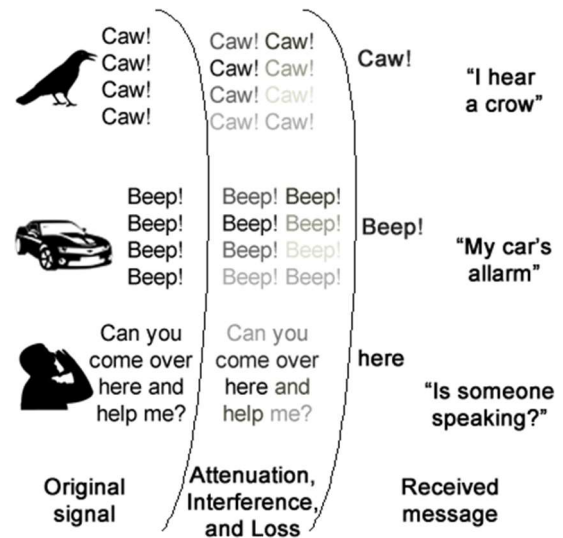 Caw!
Caw!
Caw!
Caw!
Caw! Caw!
Caw! Caw!
Caw! Caw!
Caw! Caw!
Caw!
“I hear
a crow”
Beep!
Beep!
Beep!
Beep!
Beep! Beep!
Beep! Beep!
Beep! Beep!
Beep! Beep!
Beep!
“My car’s
allarm”
Can you
come over
here and
help me?
Can you
come over
here and
help me?
here
“Is someone
speaking?”
Original
signal
Attenuation,
Interference,
and Loss
Received
message